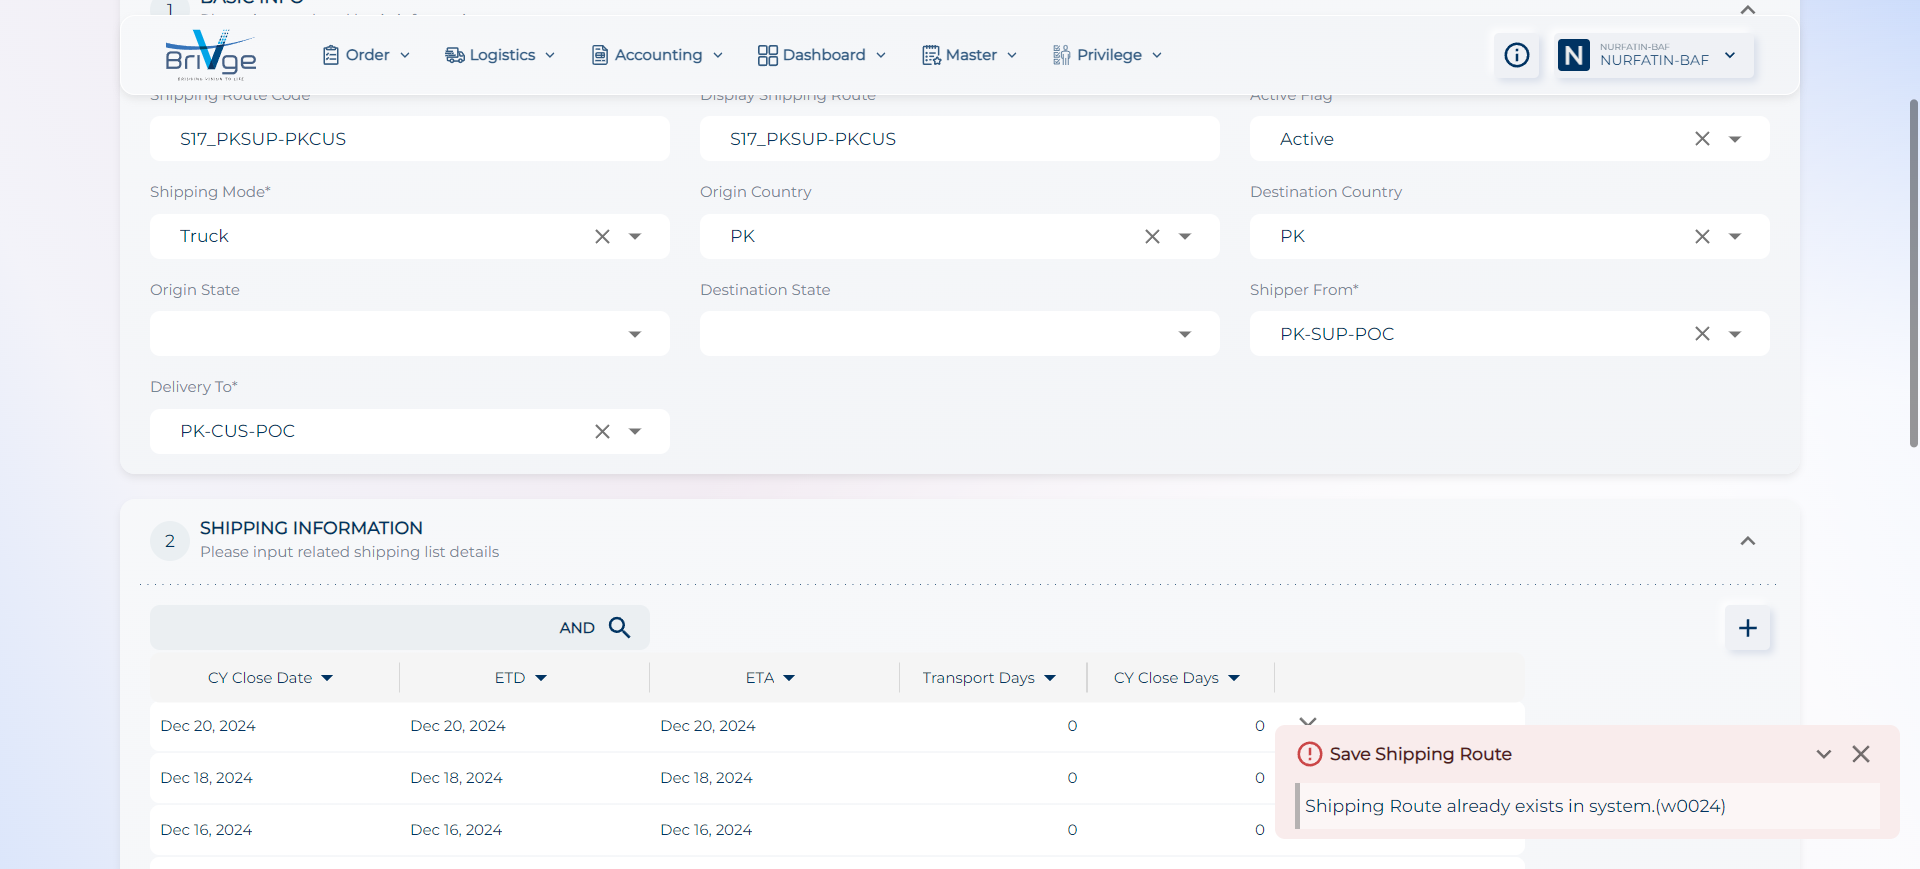 1
BASIC INFO
BriVge
BRIDGING VISION TO LIFE
Order
Logistics
Accounting
Dashboard
Master
Privilege
N
NURFATIN-BAF
NURFATIN-BAF
Shipping Route Code
Display Shipping Route
Active Flag
S17_PKSUP-PKCUS
S17_PKSUP-PKCUS
Active
Shipping Mode*
Origin Country
Destination Country
Truck
PK
PK
Origin State
Destination State
Shipper From*
PK-SUP-POC
Delivery To*
PK-CUS-POC
2
SHIPPING INFORMATION
Please input related shipping list details
AND
CY Close Date
ETD
ETA
Transport Days
CY Close Days
Dec 20, 2024
Dec 20, 2024
Dec 20, 2024
0
0
Dec 18, 2024
Dec 18, 2024
Dec 18, 2024
0
0
Dec 16, 2024
Dec 16, 2024
Dec 16, 2024
0
0
Save Shipping Route
Shipping Route already exists in system.(w0024)